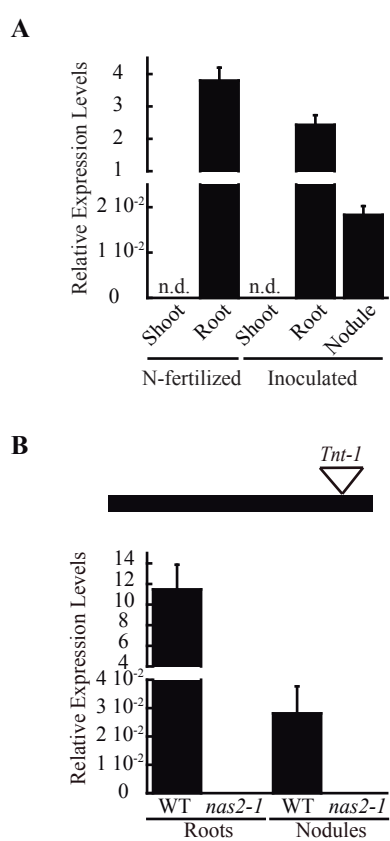 A
Relative Expression Levels
4
3
2
1
2 10-2
1 10-2
0
n.d.
n.d.
Shoot
Root
Shoot
Root
Nodule
N-fertilized
Inoculated
B
Tnt-1
Relative Expression Levels
14
12
10
8
6
4
4 10-2
3 10-2
2 10-2
1 10-2
0
WT nas2-1 WT nas2-1
Roots Nodules